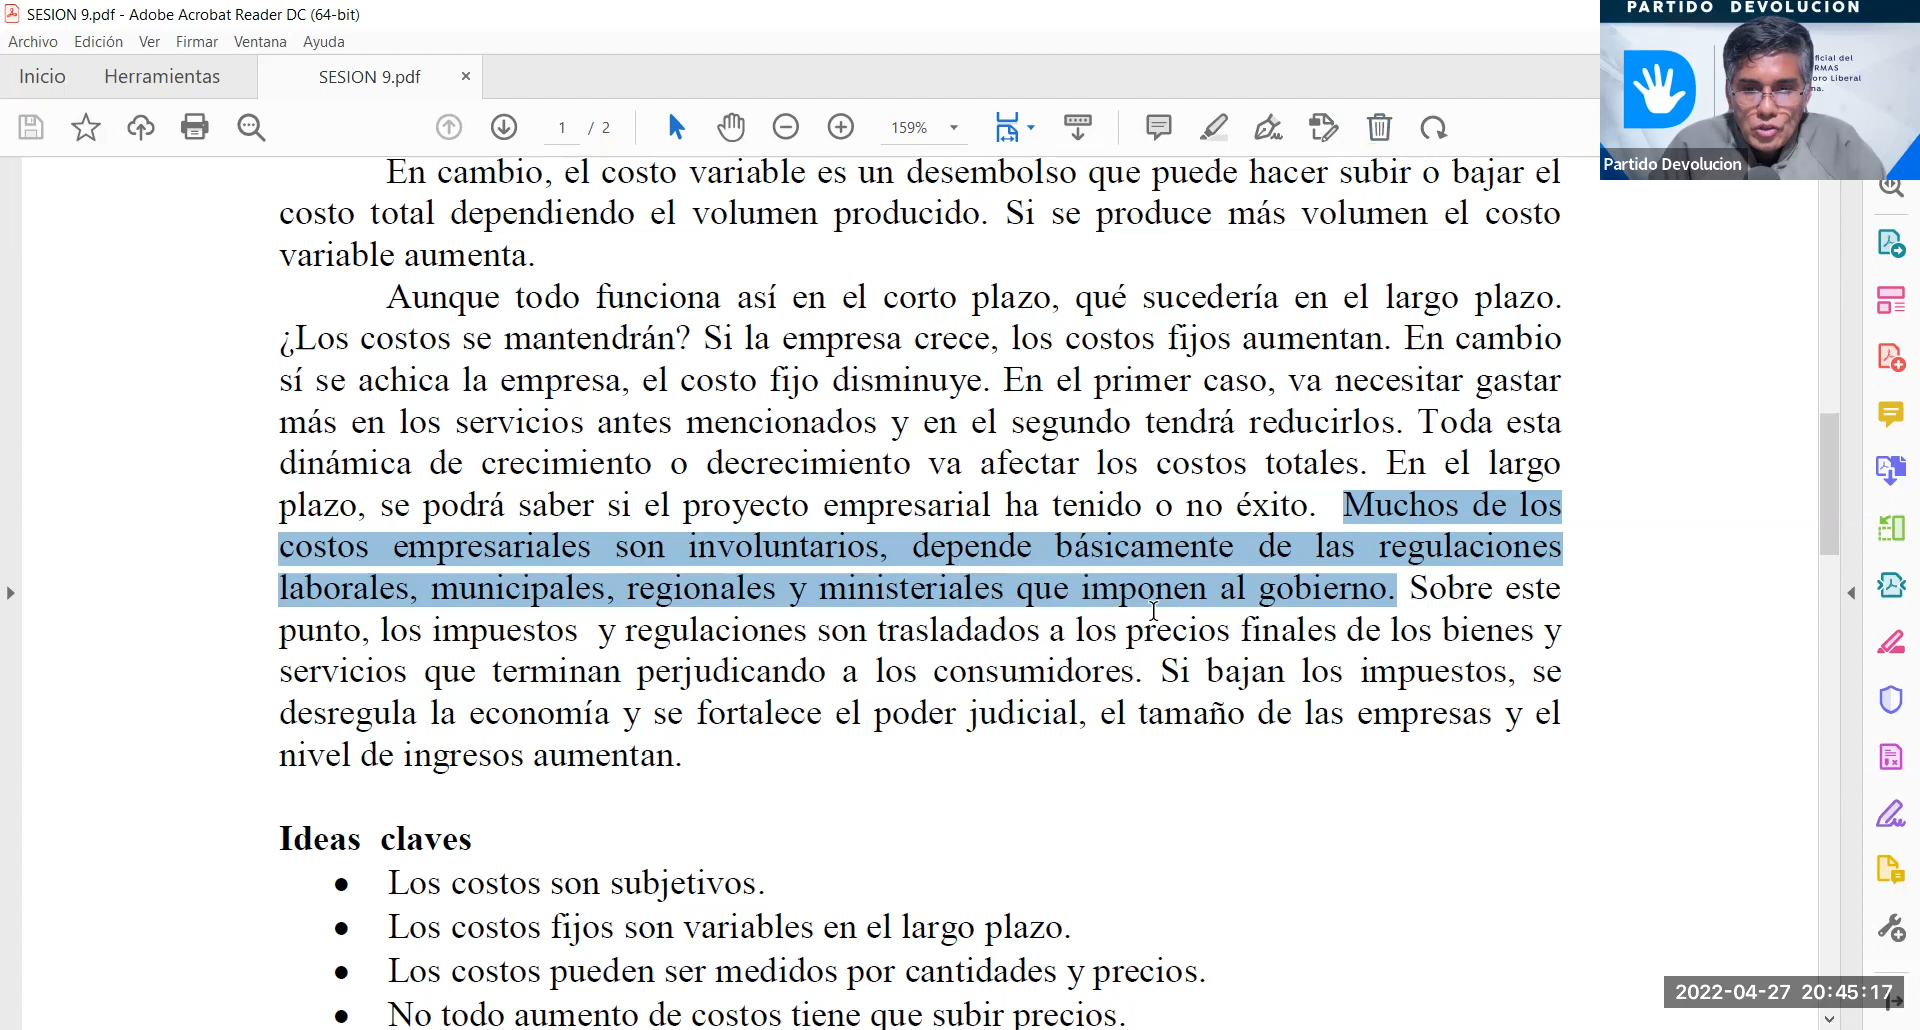 SESION 9.pdf - Adobe Acrobat Reader DC (64-bit)
Archivo Edición Ver Firmar Ventana Ayuda
Inicio Herramientas SESION 9.pdf ×
1 / 2 159%
PARTIDO DEVOLUCION
oficial del
RMAS
oro Liberal
na.
Partido Devolucion
En cambio, el costo variable es un desembolso que puede hacer subir o bajar el
costo total dependiendo el volumen producido. Si se produce más volumen el costo
variable aumenta.
Aunque todo funciona así en el corto plazo, qué sucedería en el largo plazo.
¿Los costos se mantendrán? Si la empresa crece, los costos fijos aumentan. En cambio
sí se achica la empresa, el costo fijo disminuye. En el primer caso, va necesitar gastar
más en los servicios antes mencionados y en el segundo tendrá reducirlos. Toda esta
dinámica de crecimiento o decrecimiento va afectar los costos totales. En el largo
plazo, se podrá saber si el proyecto empresarial ha tenido o no éxito. Muchos de los
costos empresariales son involuntarios, depende básicamente de las regulaciones
laborales, municipales, regionales y ministeriales que imponen al gobierno. Sobre este
punto, los impuestos y regulaciones son trasladados a los precios finales de los bienes y
servicios que terminan perjudicando a los consumidores. Si bajan los impuestos, se
desregula la economía y se fortalece el poder judicial, el tamaño de las empresas y el
nivel de ingresos aumentan.
Ideas claves
• Los costos son subjetivos.
• Los costos fijos son variables en el largo plazo.
• Los costos pueden ser medidos por cantidades y precios.
• No todo aumento de costos tiene que subir precios.
2022-04-27 20:45:17